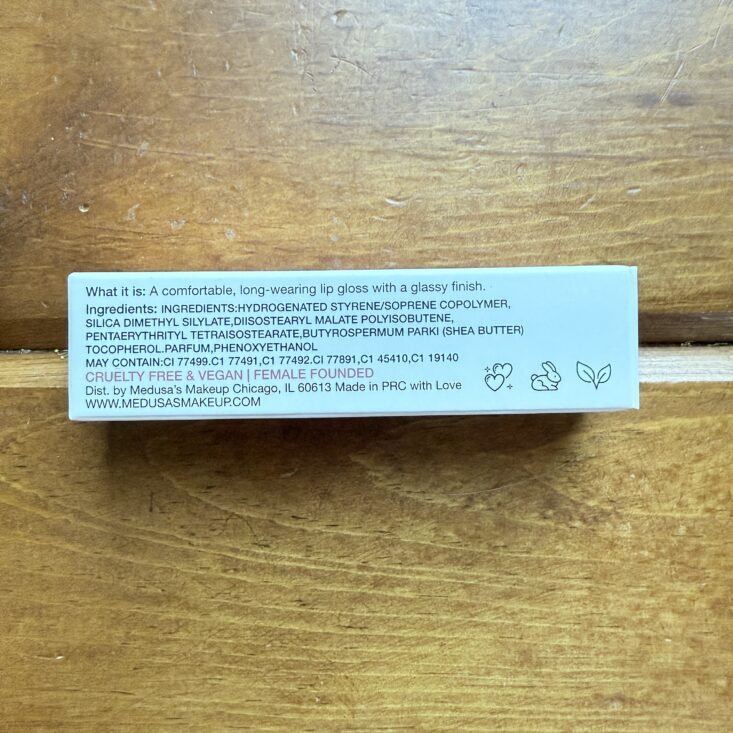 What it is: A comfortable, long-wearing lip gloss with a glassy finish.
Ingredients: INGREDIENTS:HYDROGENATED STYRENE/SOPRENE COPOLYMER,
SILICA DIMETHYL SILYLATE,DIISOSTEARYL MALATE POLYISOBUTENE,
PENTAERYTHRITYL TETRAISOSTEARATE,BUTYROSPERMUM PARKI (SHEA BUTTER)
TOCOPHEROL.PARFUM,PHENOXYETHANOL
MAY CONTAIN:CI 77499.C1 77491,C1 77492.CI 77891,C1 45410,C1 19140
CRUELTY FREE & VEGAN | FEMALE FOUNDED
Dist. by Medusa's Makeup Chicago, IL 60613 Made in PRC with Love
WWW.MEDUSASMAKEUP.COM